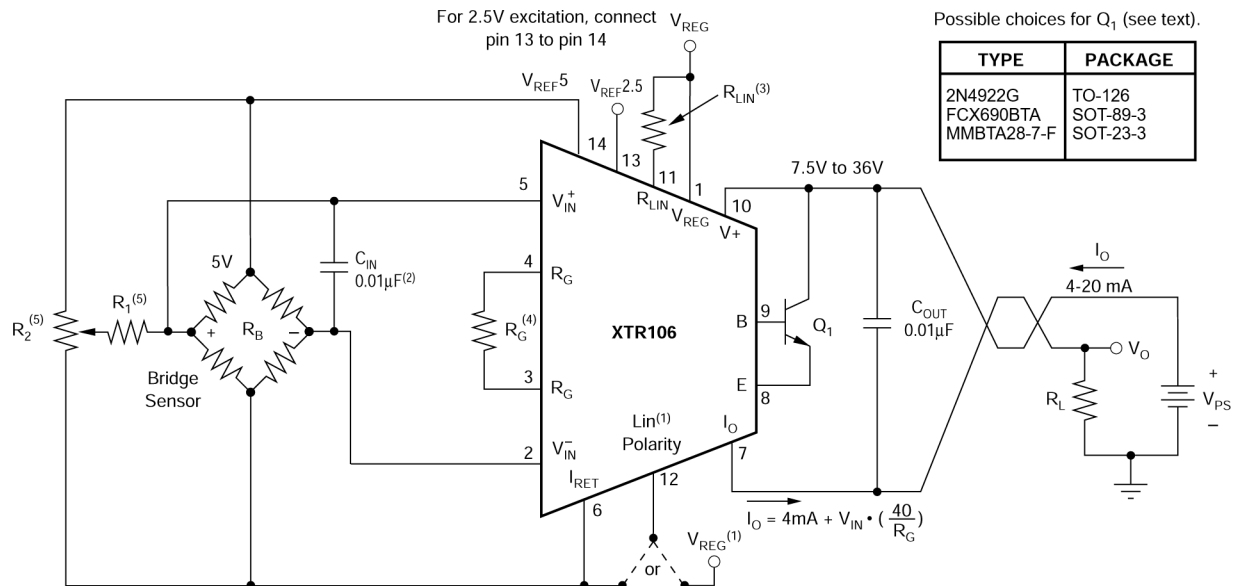 For 2.5V excitation, connect
pin 13 to pin 14
V_REG
Possible choices for Q_1 (see text).
TYPE PACKAGE
2N4922G TO-126
FCX690BTA SOT-89-3
MMBTA28-7-F SOT-23-3
V_REF5
V_REF2.5
R_LIN^(3)
14
13
11
1
10
7.5V to 36V
5
V_IN^+
R_LIN
V_REG
V+
I_O
4-20 mA
5V
C_IN
0.01µF^(2)
4
R_G
R_1^(5)
R_2^(5)
+
R_B
–
R_G^(4)
XTR106
9
B
Q_1
C_OUT
0.01µF
V_O
Bridge
Sensor
3
R_G
E
8
R_L
+
V_PS
–
Lin^(1)
Polarity
I_O
7
2
V_IN^–
I_RET
12
6
I_O = 4mA + V_IN • (40/R_G)
V_REG^(1)
or